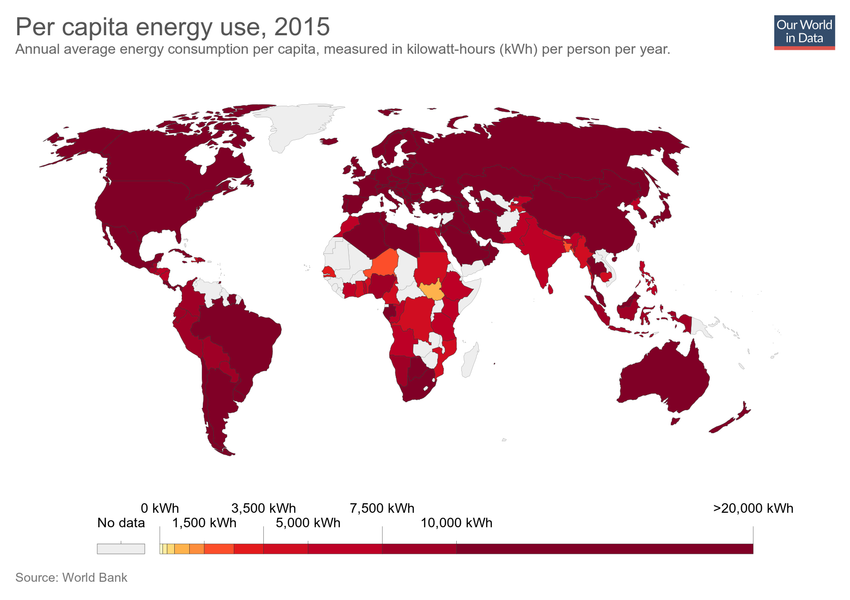 Per capita energy use, 2015
Annual average energy consumption per capita, measured in kilowatt-hours (kWh) per person per year.
Our World
in Data
0 kWh 3,500 kWh 7,500 kWh >20,000 kWh
No data 1,500 kWh 5,000 kWh 10,000 kWh
Source: World Bank